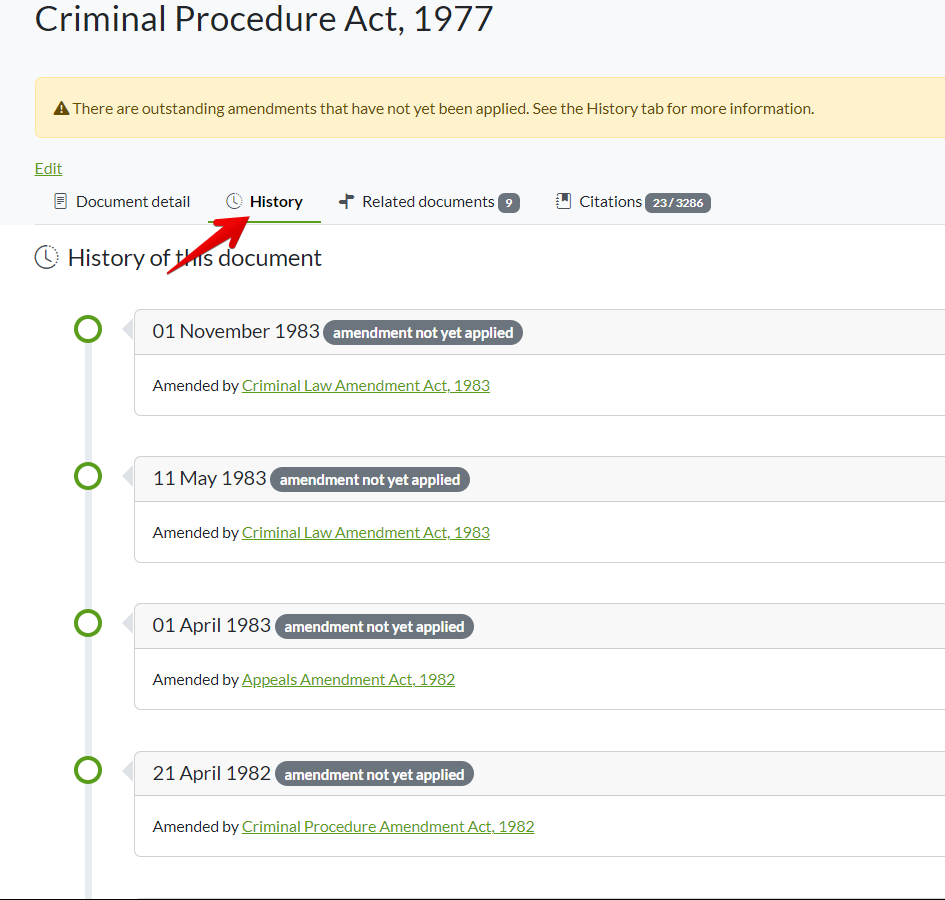 Criminal Procedure Act, 1977
There are outstanding amendments that have not yet been applied. See the History tab for more information.
Edit
Document detail History Related documents 9 Citations 23 / 3286
History of this document
01 November 1983 amendment not yet applied
Amended by Criminal Law Amendment Act, 1983
11 May 1983 amendment not yet applied
Amended by Criminal Law Amendment Act, 1983
01 April 1983 amendment not yet applied
Amended by Appeals Amendment Act, 1982
21 April 1982 amendment not yet applied
Amended by Criminal Procedure Amendment Act, 1982